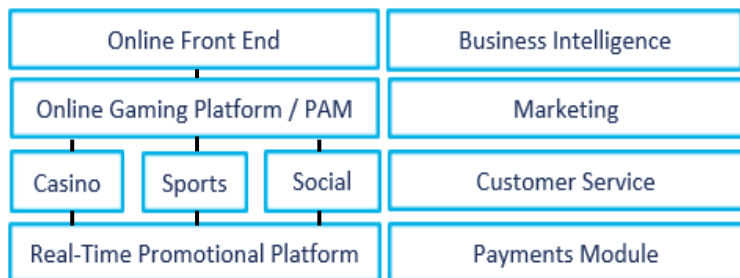 Online Front End
Business Intelligence
Online Gaming Platform / PAM
Marketing
Casino
Sports
Social
Customer Service
Real-Time Promotional Platform
Payments Module